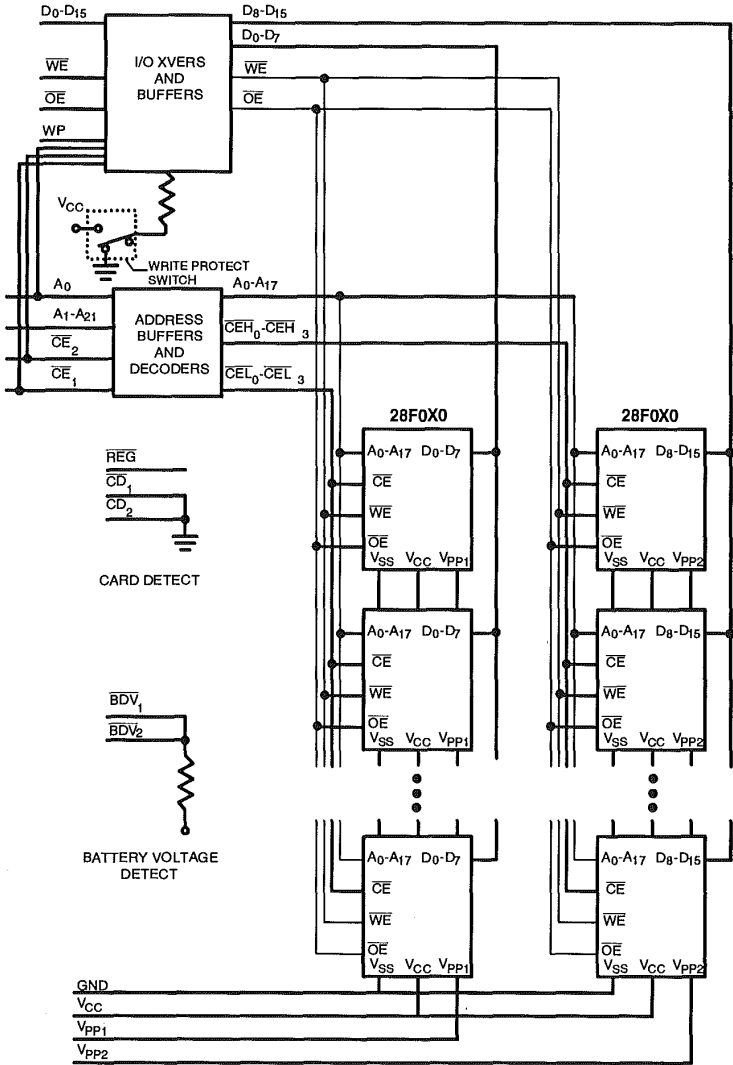 D0-D15
D8-D15
D0-D7
I/O XVERS
AND
BUFFERS
WE
WE
OE
OE
WP
VCC
WRITE PROTECT
SWITCH
A0
A0-A17
A1-A21
ADDRESS
BUFFERS
AND
DECODERS
CEH0-CEH 3
CE2
CE1
CEL0-CEL 3
28F0X0
28F0X0
A0-A17 D0-D7
CE
WE
OE
VSS VCC VPP1
A0-A17 D8-D15
CE
WE
OE
VSS VCC VPP2
REG
CD1
CD2
CARD DETECT
A0-A17 D0-D7
CE
WE
OE
VSS VCC VPP1
A0-A17 D8-D15
CE
WE
OE
VSS VCC VPP2
BDV1
BDV2
BATTERY VOLTAGE
DETECT
A0-A17 D0-D7
CE
WE
OE
VSS VCC VPP1
A0-A17 D8-D15
CE
WE
OE
VSS VCC VPP2
GND
VCC
VPP1
VPP2